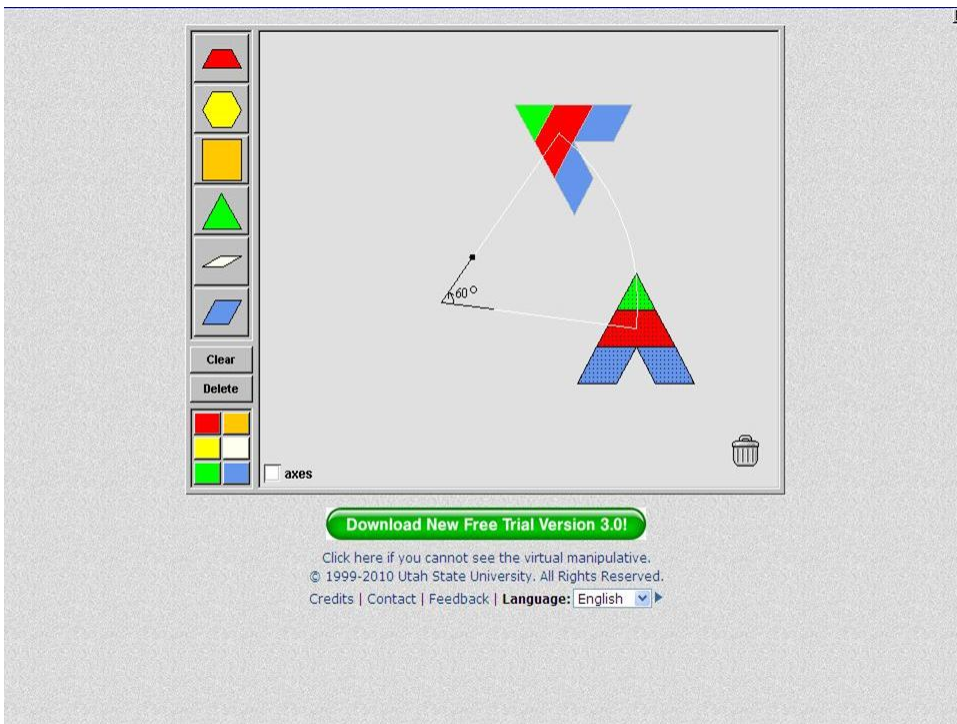 60°
Clear
Delete
axes
Download New Free Trial Version 3.0!
Click here if you cannot see the virtual manipulative.
© 1999-2010 Utah State University. All Rights Reserved.
Credits | Contact | Feedback | Language: English